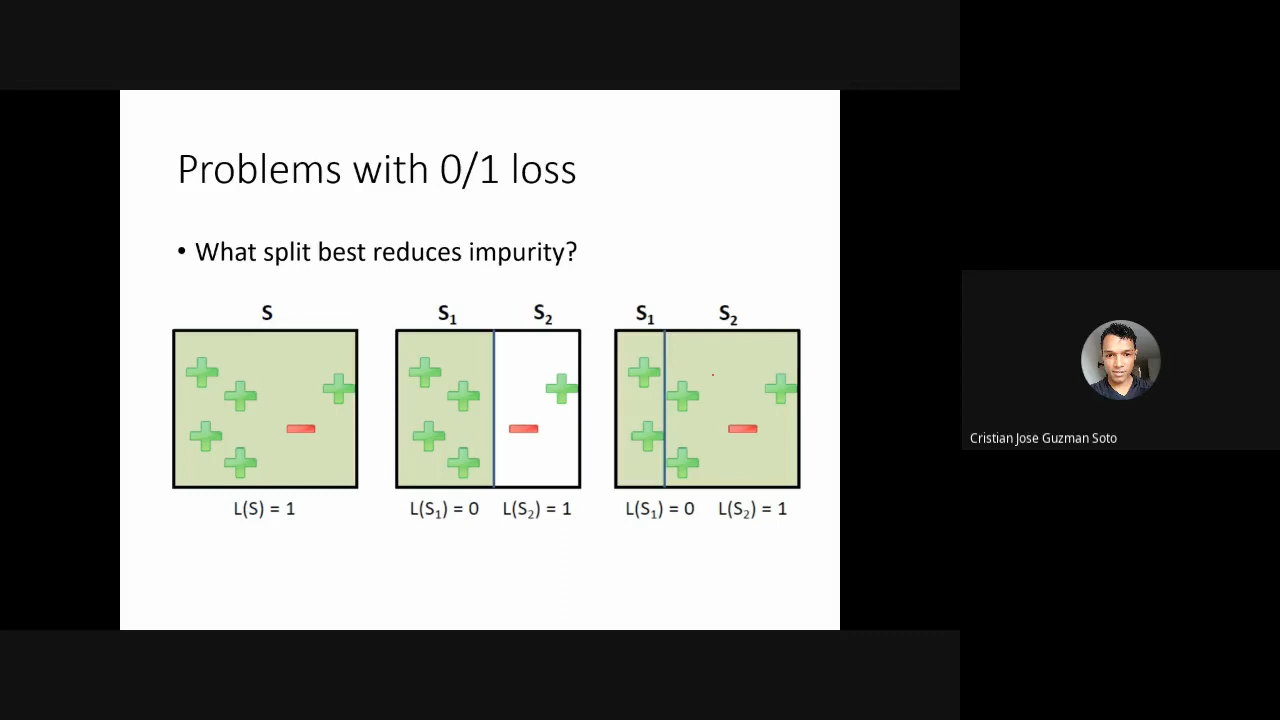 Problems with 0/1 loss
• What split best reduces impurity?
S
S₁ S₂
S₁ S₂
L(S) = 1
L(S₁) = 0 L(S₂) = 1
L(S₁) = 0 L(S₂) = 1
Cristian Jose Guzman Soto